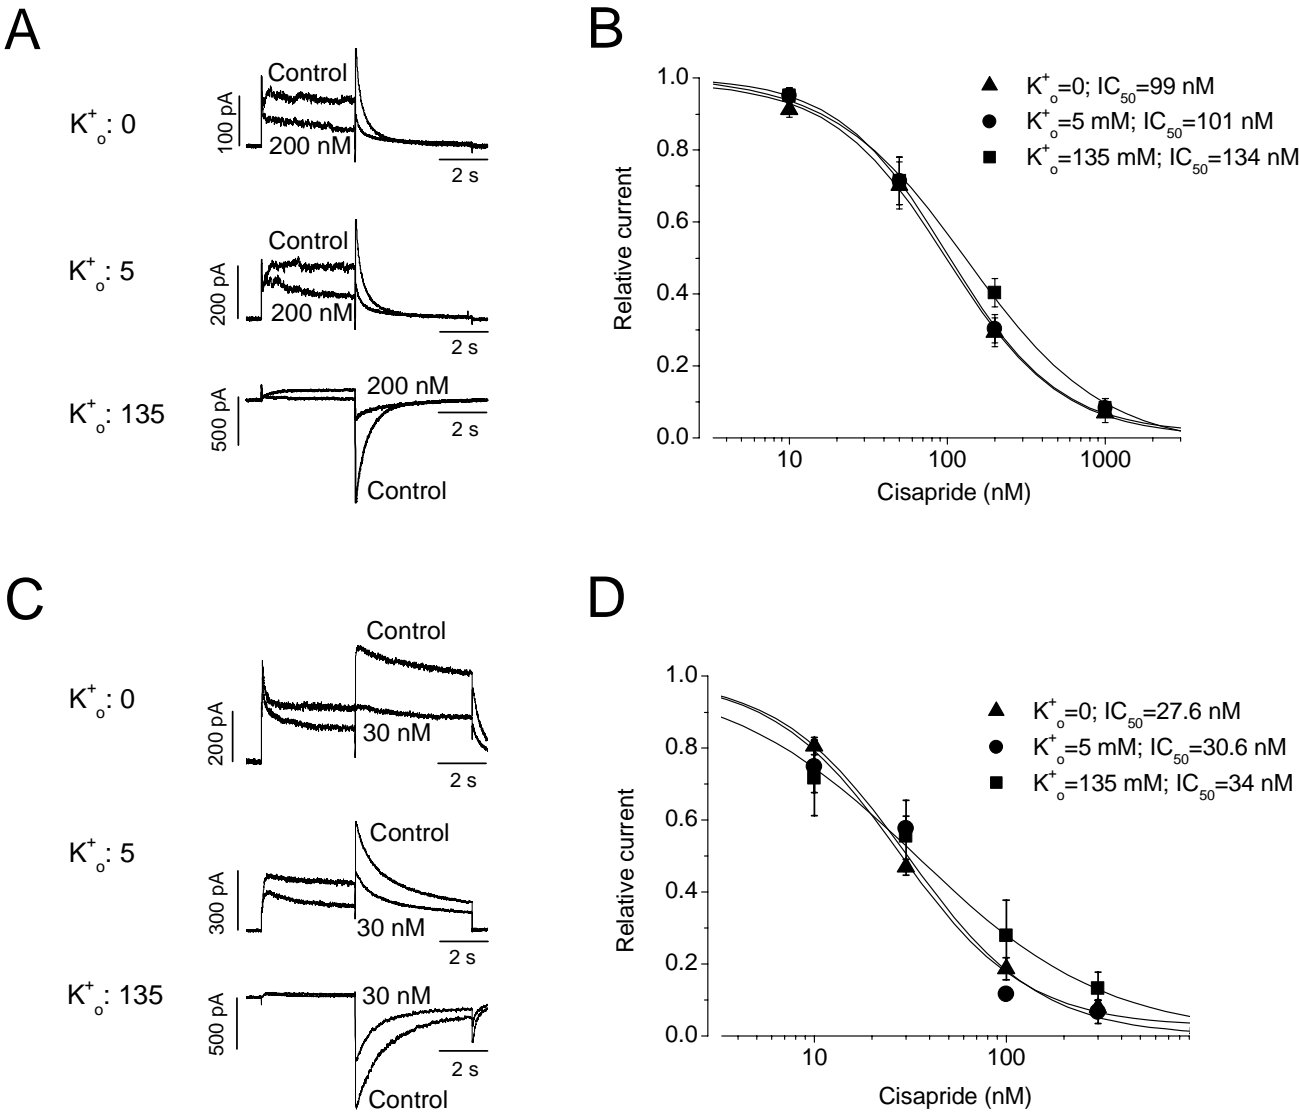 A
K⁺ₒ: 0
100 pA
Control
200 nM
2 s
K⁺ₒ: 5
200 pA
Control
200 nM
2 s
K⁺ₒ: 135
500 pA
200 nM
2 s
Control
B
Relative current
1.0
0.8
0.6
0.4
0.2
0.0
10
100
1000
Cisapride (nM)
K⁺ₒ=0; IC₅₀=99 nM
K⁺ₒ=5 mM; IC₅₀=101 nM
K⁺ₒ=135 mM; IC₅₀=134 nM
C
K⁺ₒ: 0
200 pA
Control
30 nM
2 s
K⁺ₒ: 5
300 pA
Control
30 nM
2 s
K⁺ₒ: 135
500 pA
30 nM
2 s
Control
D
Relative current
1.0
0.8
0.6
0.4
0.2
0.0
10
100
Cisapride (nM)
K⁺ₒ=0; IC₅₀=27.6 nM
K⁺ₒ=5 mM; IC₅₀=30.6 nM
K⁺ₒ=135 mM; IC₅₀=34 nM